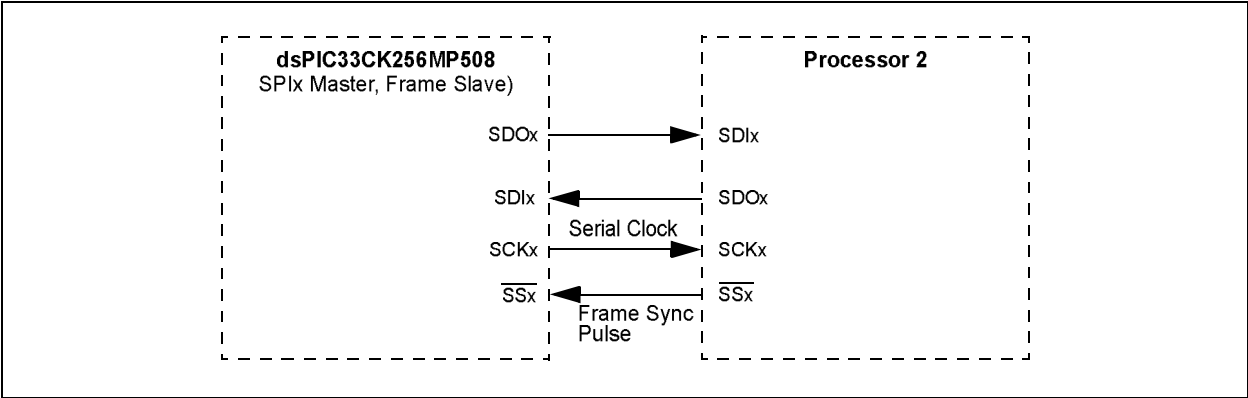 dsPIC33CK256MP508
SPIx Master, Frame Slave)
Processor 2
SDOx
SDIx
SDIx
SDOx
Serial Clock
SCKx
SCKx
SSx
SSx
Frame Sync
Pulse